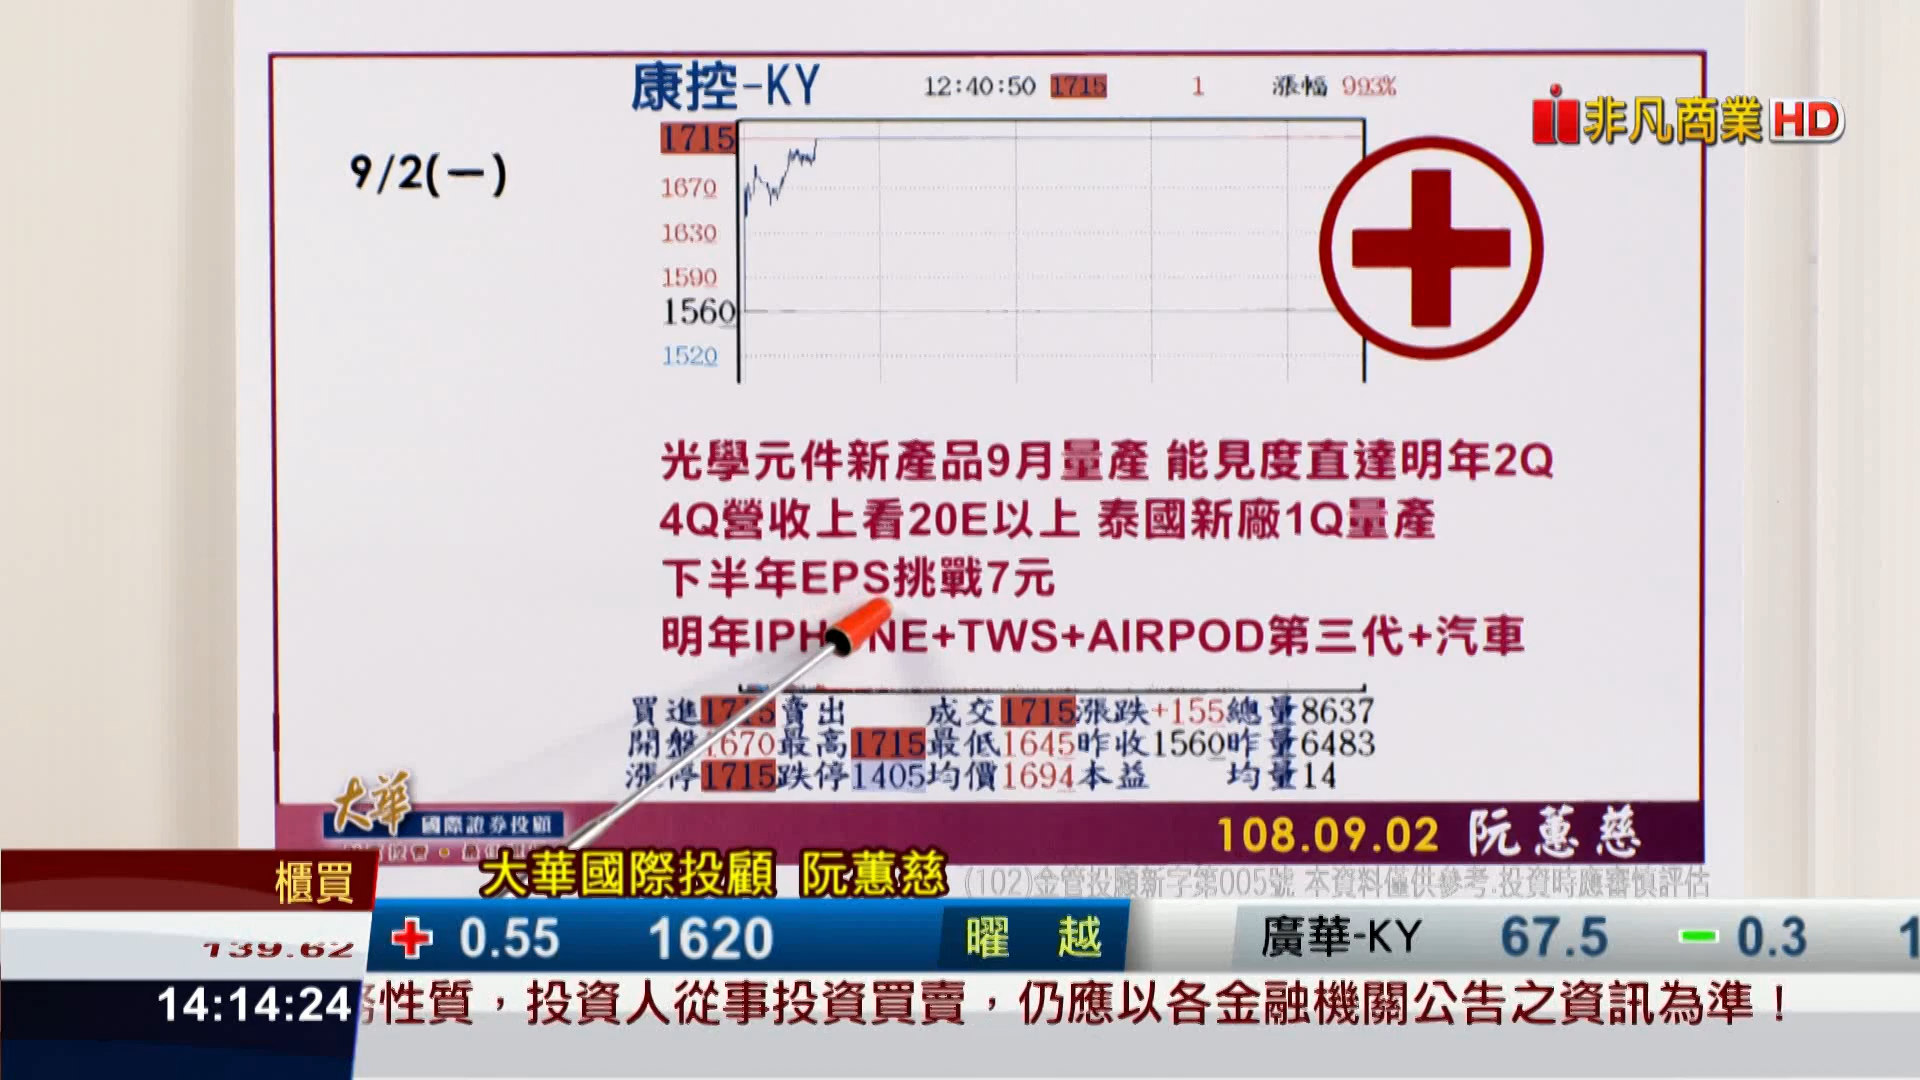 康控-KY
12:40:50 1715 1 漲幅 993%
非凡商業HD
9/2(一)
1715
1670
1630
1590
1560
1520
光學元件新產品9月量產 能見度直達明年2Q
4Q營收上看20E以上 泰國新廠1Q量產
下半年EPS挑戰7元
明年IPH NE+TWS+AIRPOD第三代+汽車
買進1715賣出 成交1715漲跌+155總量8637
開盤1670最高1715最低1645昨收1560昨量6483
漲停1715跌停1405均價1694本益 均量14
大華
國際證券投顧
108.09.02 阮蕙慈
櫃買
大華國際投顧 阮蕙慈
(102)金管投顧新字第005號 本資料僅供參考.投資時應審慎評估
139.62
0.55 1620 曜越 廣華-KY 67.5 0.3 1
14:14:24
性質，投資人從事投資買賣，仍應以各金融機關公告之資訊為準！